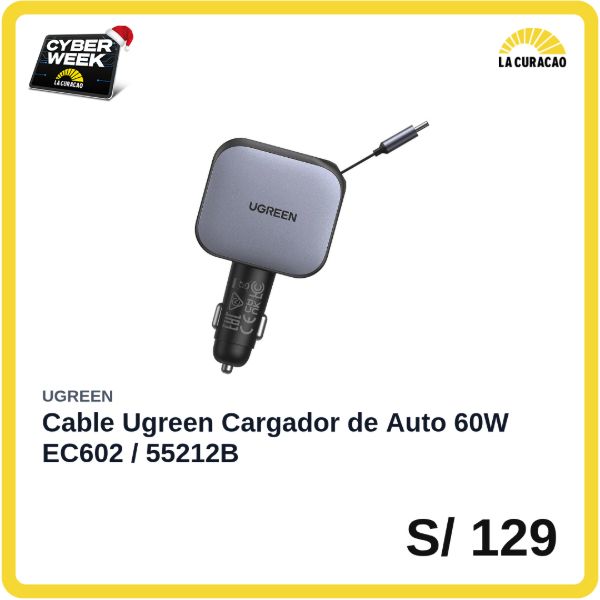 CYBER
WEEK
LA CURACAO
LA CURACAO
UGREEN
UGREEN
Cable Ugreen Cargador de Auto 60W
EC602 / 55212B
S/ 129